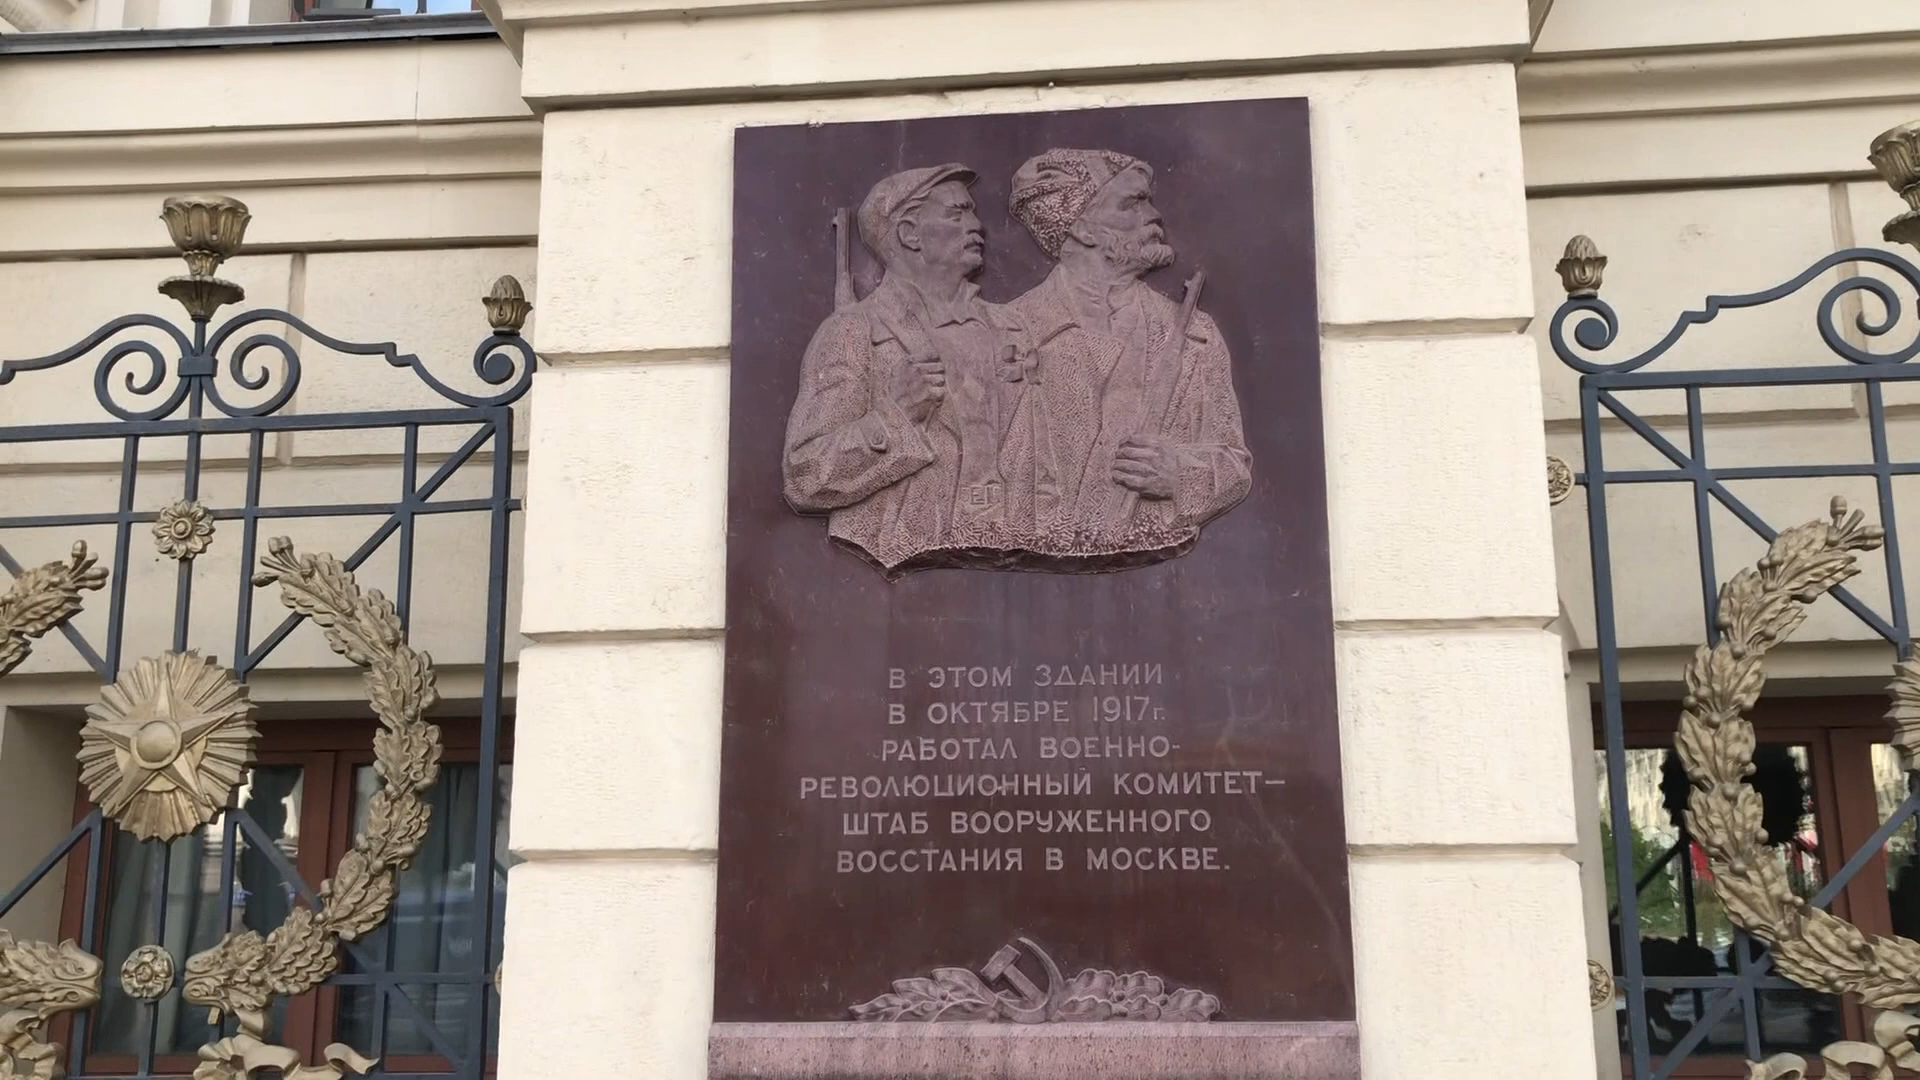 В ЭТОМ ЗДАНИИ
В ОКТЯБРЕ 1917г.
РАБОТАЛ ВОЕННО-
РЕВОЛЮЦИОННЫЙ КОМИТЕТ—
ШТАБ ВООРУЖЕННОГО
ВОССТАНИЯ В МОСКВЕ.